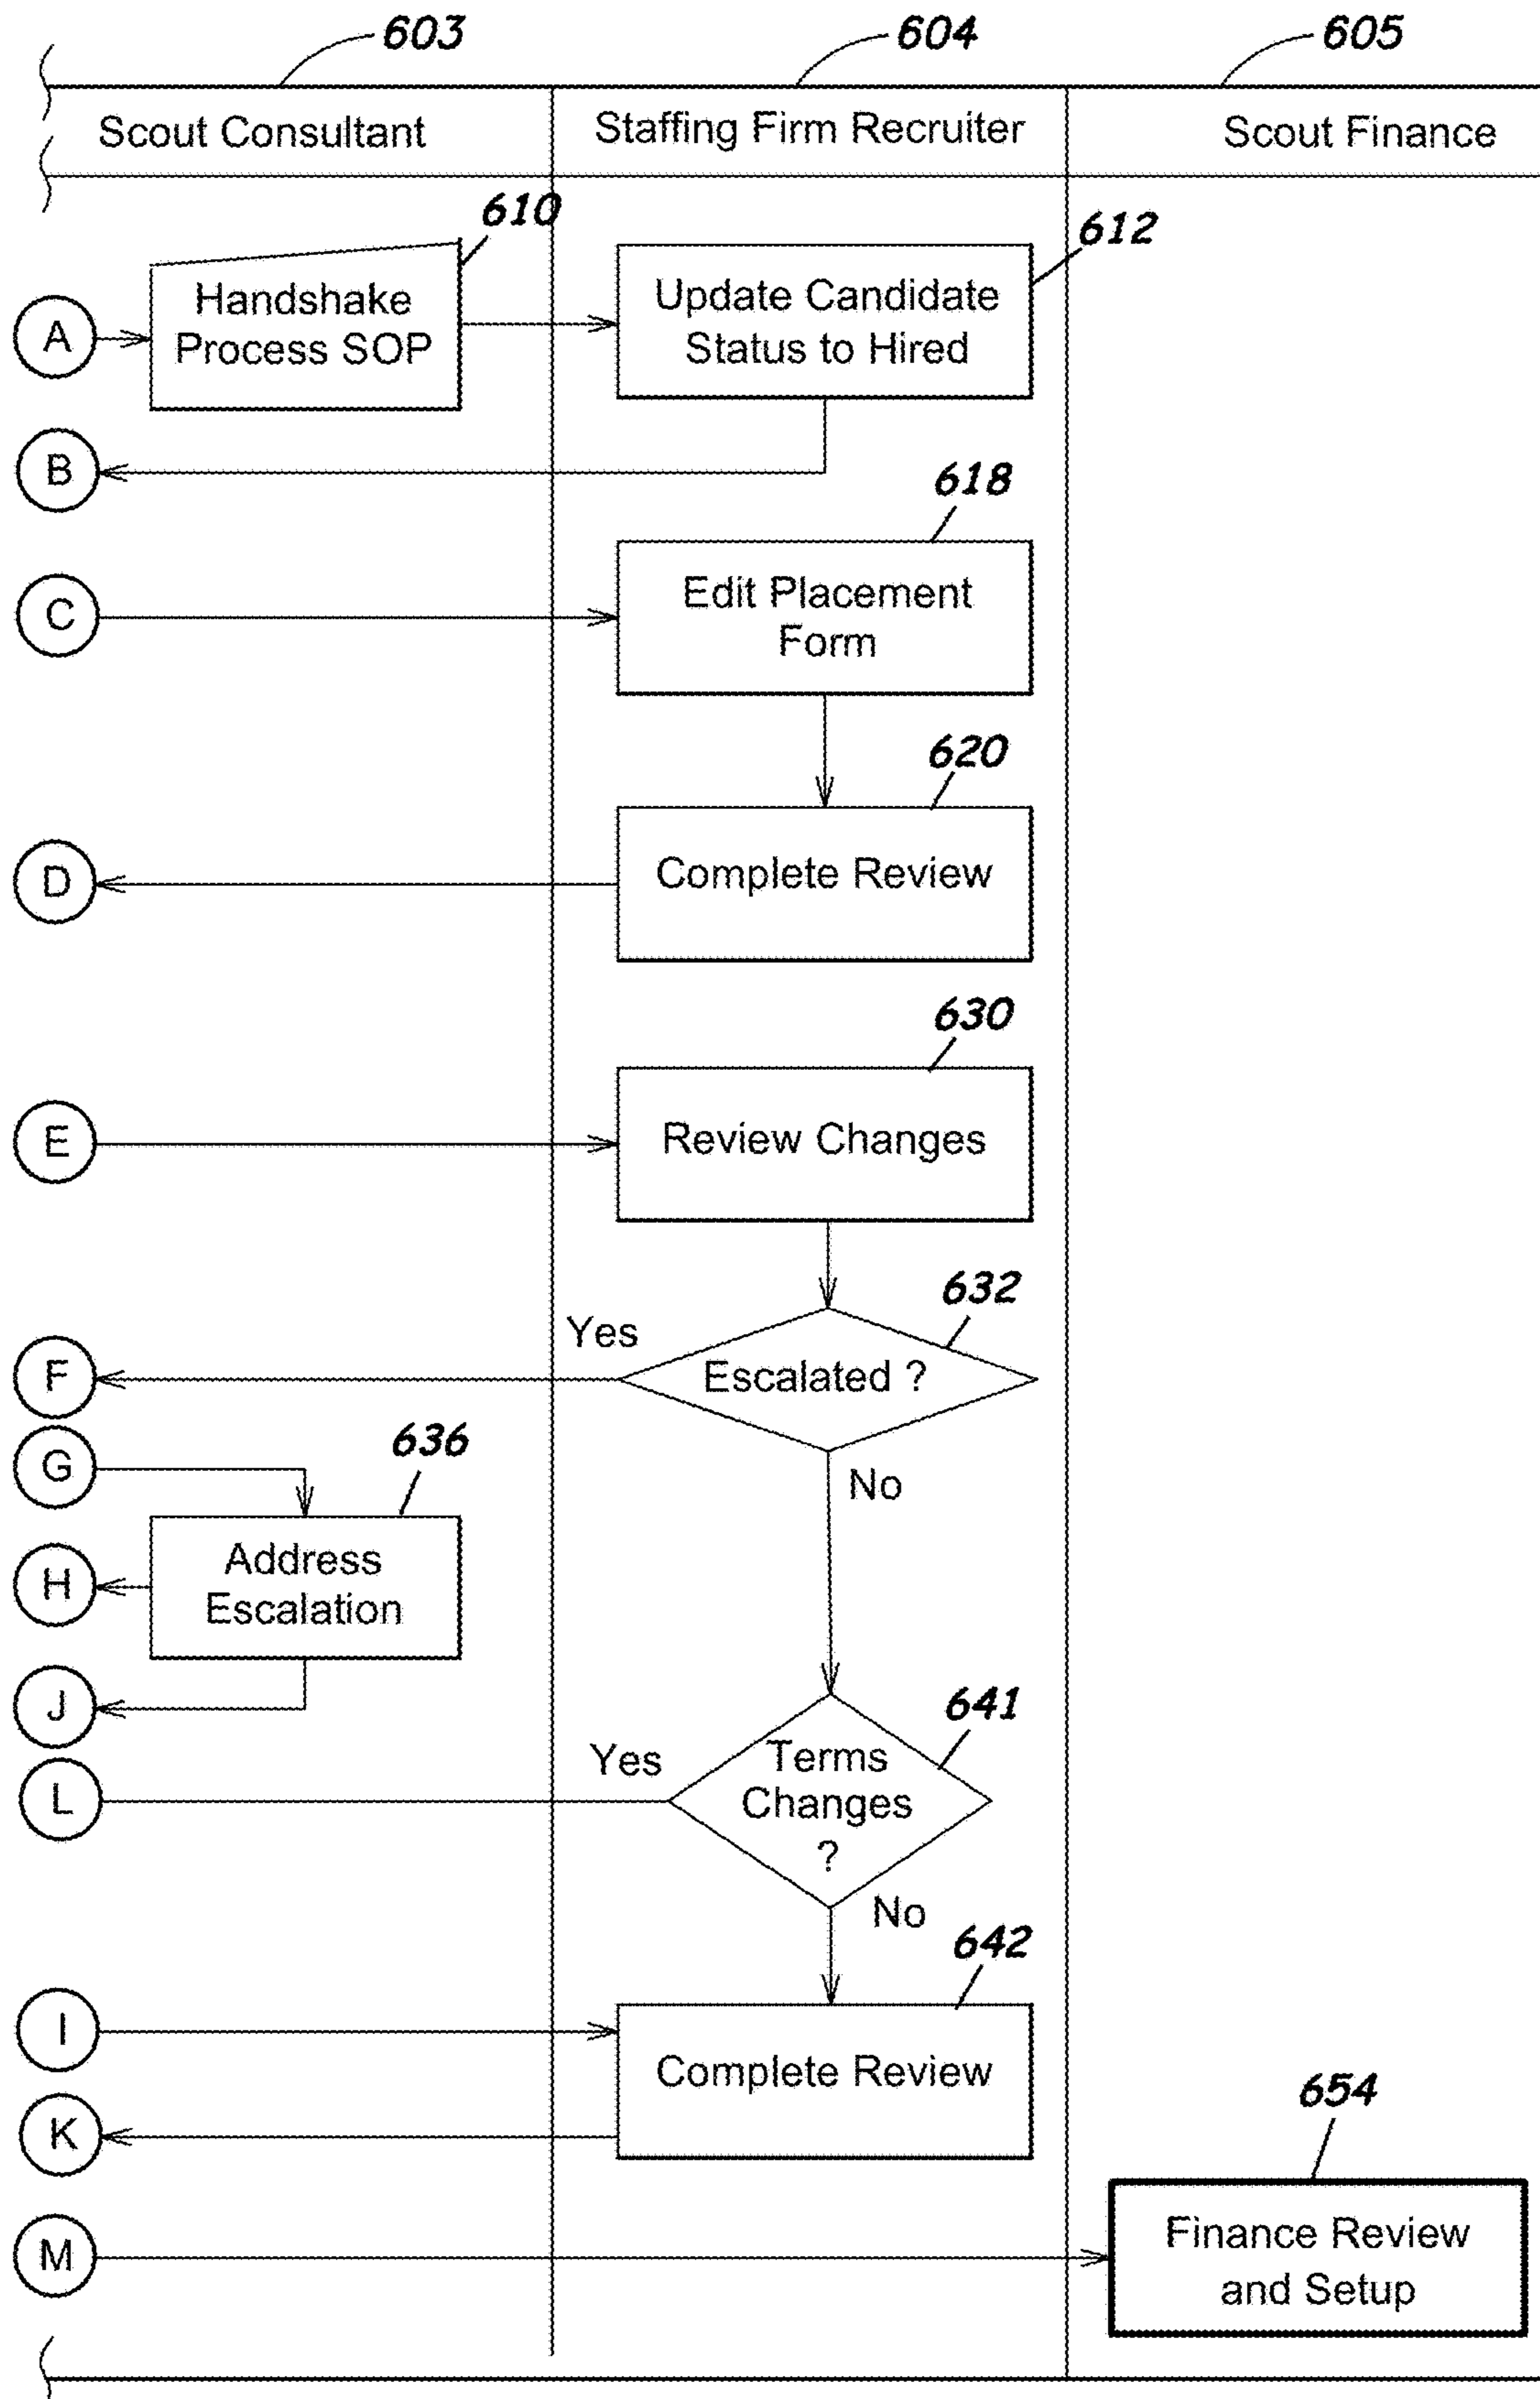 603
604
605
Scout Consultant
Staffing Firm Recruiter
Scout Finance
610
612
A
Handshake
Process SOP
Update Candidate
Status to Hired
B
618
C
Edit Placement
Form
620
D
Complete Review
630
E
Review Changes
632
Yes
F
Escalated ?
G
636
No
H
Address
Escalation
J
641
L
Yes
Terms
Changes
?
No
642
I
Complete Review
K
654
M
Finance Review
and Setup